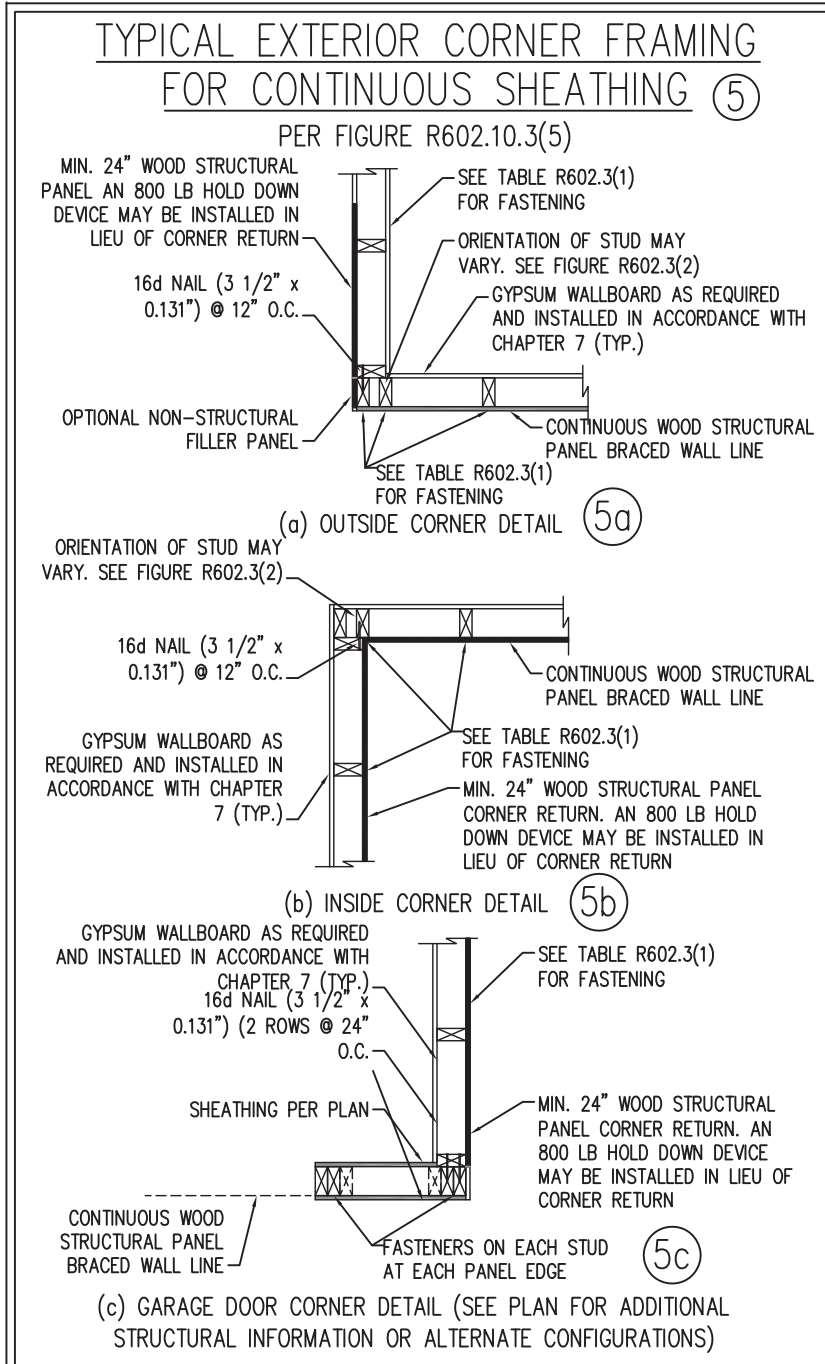 TYPICAL EXTERIOR CORNER FRAMING
FOR CONTINUOUS SHEATHING 5
PER FIGURE R602.10.3(5)
MIN. 24" WOOD STRUCTURAL
PANEL AN 800 LB HOLD DOWN
DEVICE MAY BE INSTALLED IN
LIEU OF CORNER RETURN
16d NAIL (3 1/2" x
0.131") @ 12" O.C.
OPTIONAL NON-STRUCTURAL
FILLER PANEL
SEE TABLE R602.3(1)
FOR FASTENING
ORIENTATION OF STUD MAY
VARY. SEE FIGURE R602.3(2)
GYPSUM WALLBOARD AS REQUIRED
AND INSTALLED IN ACCORDANCE WITH
CHAPTER 7 (TYP.)
CONTINUOUS WOOD STRUCTURAL
PANEL BRACED WALL LINE
SEE TABLE R602.3(1)
FOR FASTENING
(a) OUTSIDE CORNER DETAIL 5a
ORIENTATION OF STUD MAY
VARY. SEE FIGURE R602.3(2)
16d NAIL (3 1/2" x
0.131") @ 12" O.C.
GYPSUM WALLBOARD AS
REQUIRED AND INSTALLED IN
ACCORDANCE WITH CHAPTER
7 (TYP.)
CONTINUOUS WOOD STRUCTURAL
PANEL BRACED WALL LINE
SEE TABLE R602.3(1)
FOR FASTENING
MIN. 24" WOOD STRUCTURAL PANEL
CORNER RETURN. AN 800 LB HOLD
DOWN DEVICE MAY BE INSTALLED IN
LIEU OF CORNER RETURN
(b) INSIDE CORNER DETAIL 5b
GYPSUM WALLBOARD AS REQUIRED
AND INSTALLED IN ACCORDANCE WITH
CHAPTER 7 (TYP.)
16d NAIL (3 1/2" x
0.131") (2 ROWS @ 24"
O.C.
SHEATHING PER PLAN
CONTINUOUS WOOD
STRUCTURAL PANEL
BRACED WALL LINE
SEE TABLE R602.3(1)
FOR FASTENING
MIN. 24" WOOD STRUCTURAL
PANEL CORNER RETURN. AN
800 LB HOLD DOWN DEVICE
MAY BE INSTALLED IN LIEU OF
CORNER RETURN
FASTENERS ON EACH STUD
AT EACH PANEL EDGE
5c
(c) GARAGE DOOR CORNER DETAIL (SEE PLAN FOR ADDITIONAL
STRUCTURAL INFORMATION OR ALTERNATE CONFIGURATIONS)